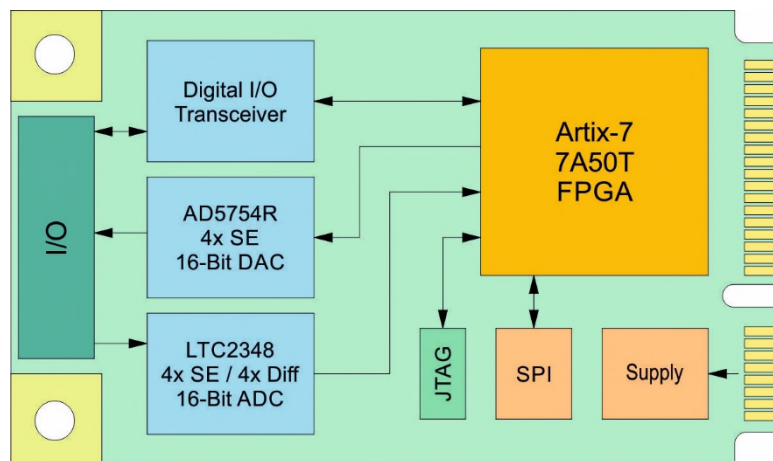 Digital I/O
Transceiver
Artix-7
7A50T
FPGA
I/O
AD5754R
4x SE
16-Bit DAC
LTC2348
4x SE / 4x Diff
16-Bit ADC
JTAG
SPI
Supply